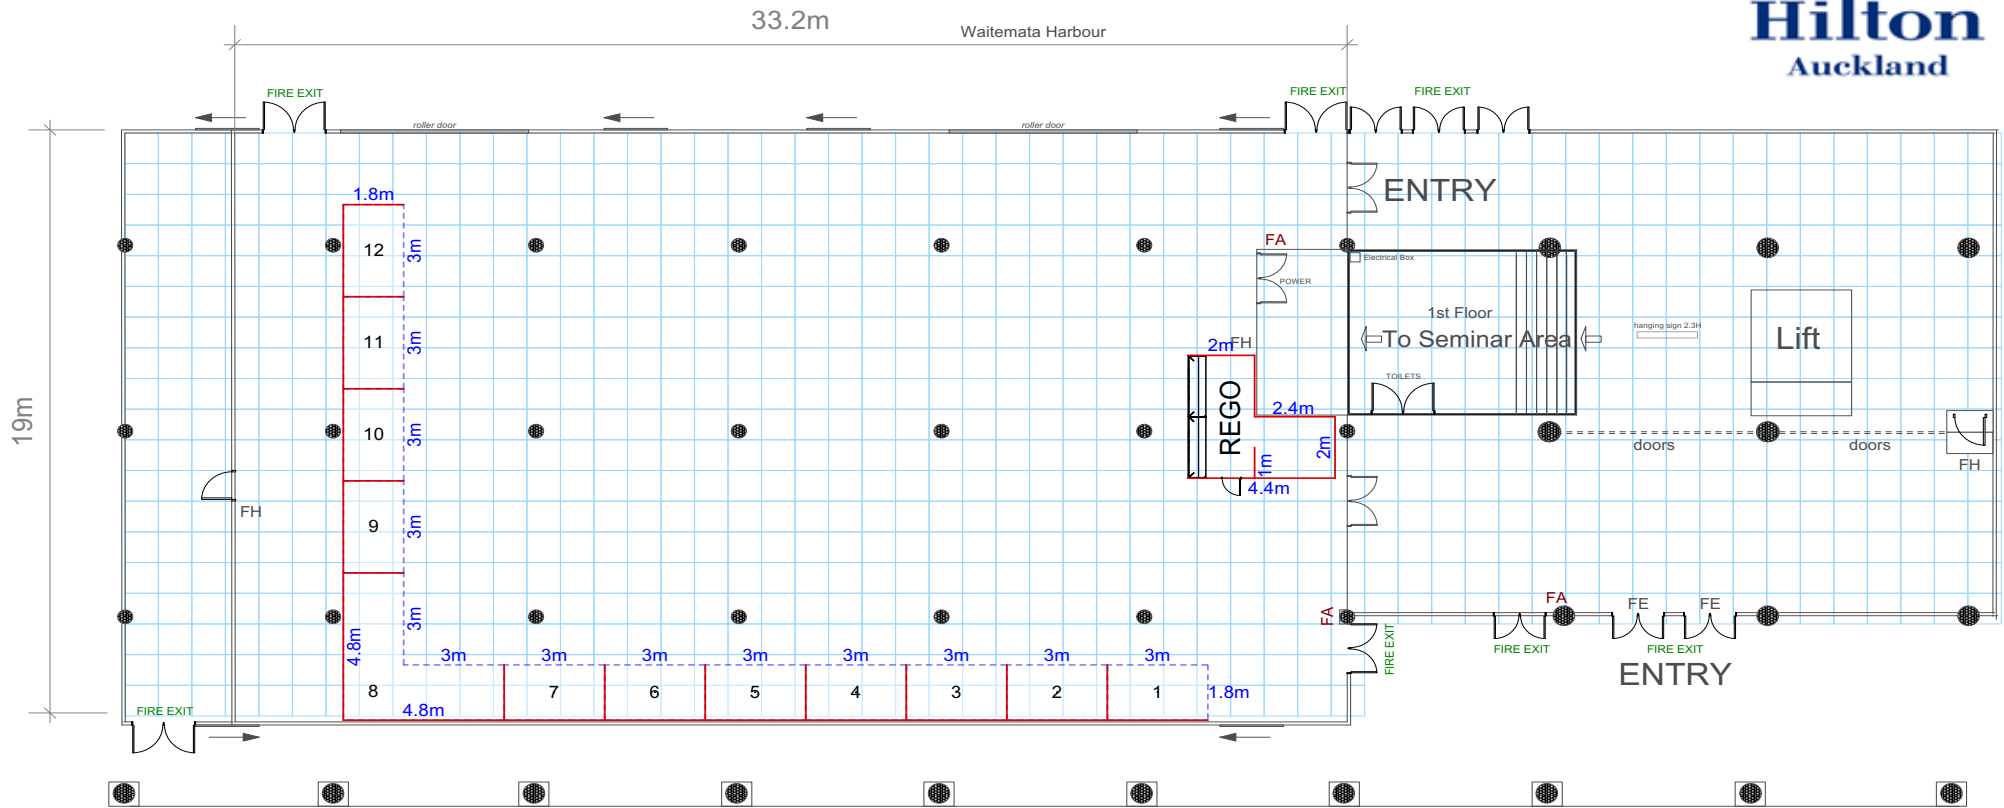 Hilton
Auckland
33.2m
Waitemata Harbour
FIRE EXIT
FIRE EXIT
FIRE EXIT
roller door
roller door
1.8m
ENTRY
12
3m
FA
Electrical Box
POWER
1st Floor
To Seminar Area
hanging sign 2.3H
Lift
11
3m
2m
FH
TOILETS
19m
REGO
2.4m
10
3m
2m
1m
4.4m
doors
doors
FH
FH
9
3m
3m
4.8m
FA
FA
FE
FE
FIRE EXIT
FIRE EXIT
FIRE EXIT
ENTRY
3m
3m
3m
3m
3m
3m
3m
3m
8
7
6
5
4
3
2
1
1.8m
4.8m
FIRE EXIT